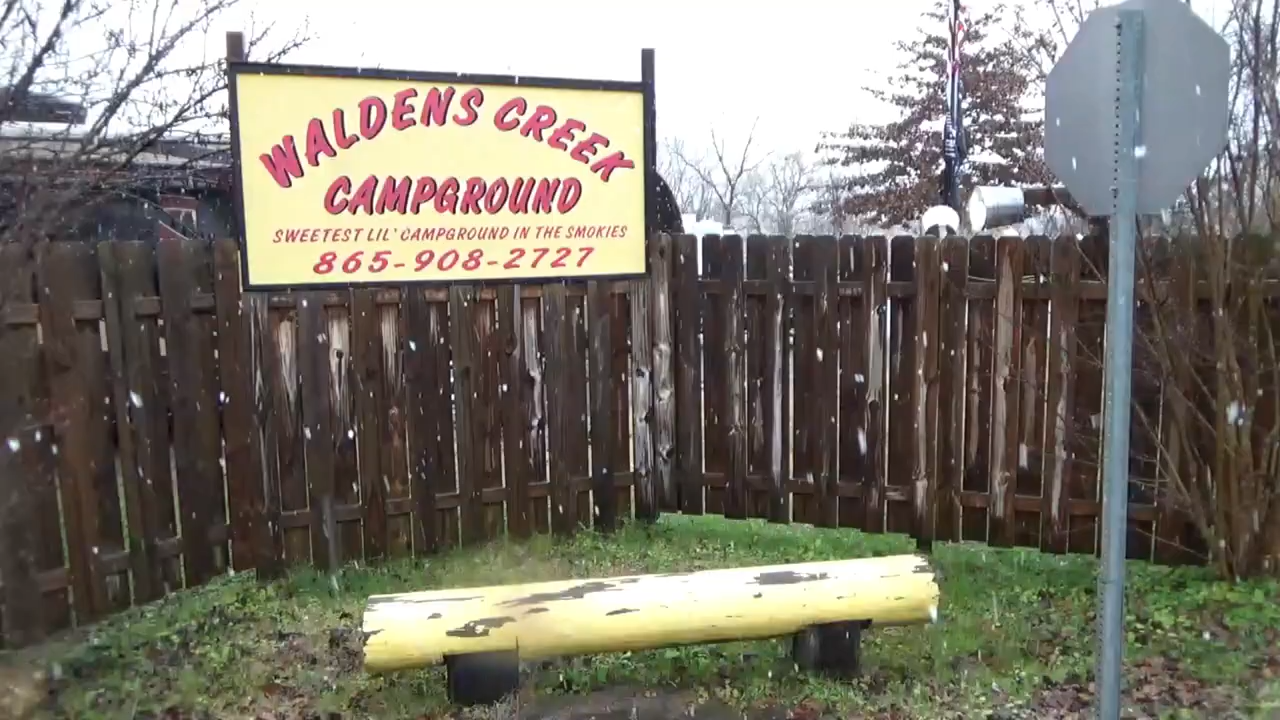 WALDENS CREEK
CAMPGROUND
SWEETEST LIL' CAMPGROUND IN THE SMOKIES
865-908-2727